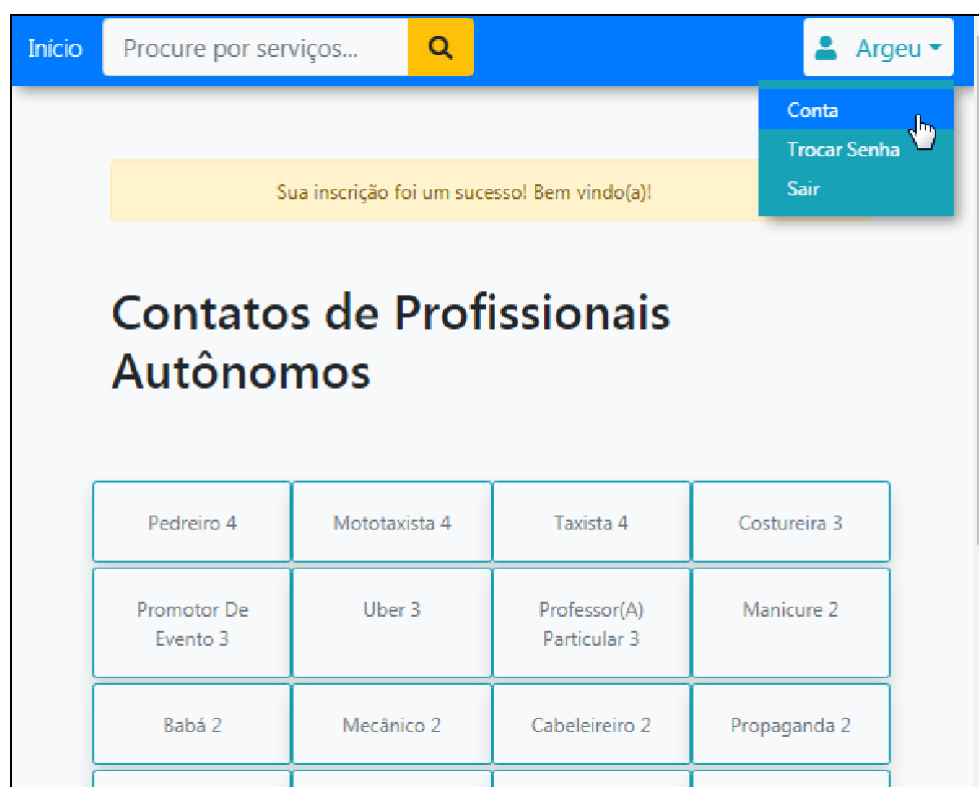 Início
Procure por serviços...
Argeu
Conta
Trocar Senha
Sair
Sua inscrição foi um sucesso! Bem vindo(a)!
Contatos de Profissionais
Autônomos
Pedreiro 4
Mototaxista 4
Taxista 4
Costureira 3
Promotor De
Evento 3
Uber 3
Professor(A)
Particular 3
Manicure 2
Babá 2
Mecânico 2
Cabeleireiro 2
Propaganda 2